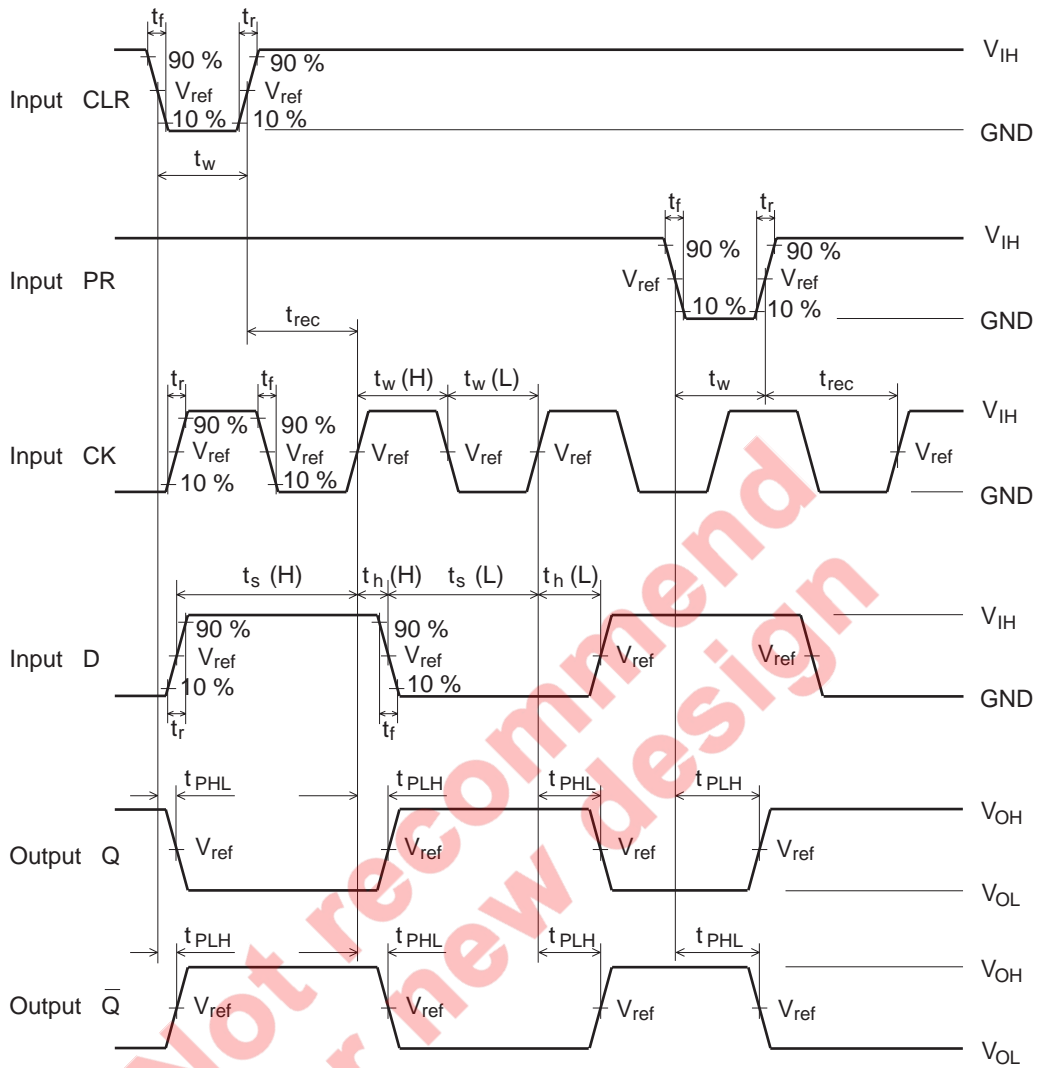 tf tr
90 % 90 % VIH
Input CLR Vref Vref
10 % 10 % GND
tw
tf tr
VIH
90 % 90 %
Input PR Vref Vref
10 % 10 % GND
trec
tr tf tw (H) tw (L) tw trec
90 % 90 % VIH
Input CK Vref Vref Vref Vref Vref Vref
10 % 10 % GND
ts (H) th (H) ts (L) th (L)
90 % 90 % VIH
Input D Vref Vref Vref Vref
10 % 10 % GND
tr tf
tPHL tPLH tPHL tPLH
VOH
Output Q Vref Vref Vref Vref
VOL
tPLH tPHL tPLH tPHL
VOH
Output Q̅ Vref Vref Vref Vref
VOL
Not recommend
for new design